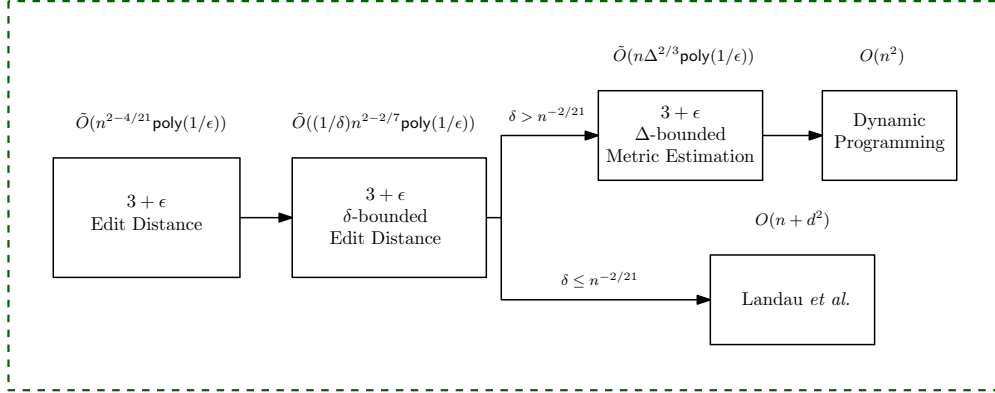 Õ(n^{2−4/21}poly(1/ϵ))
3 + ϵ
Edit Distance
Õ((1/δ)n^{2−2/7}poly(1/ϵ))
3 + ϵ
δ-bounded
Edit Distance
δ > n^{−2/21}
Õ(nΔ^{2/3}poly(1/ϵ))
3 + ϵ
Δ-bounded
Metric Estimation
O(n^2)
Dynamic
Programming
δ ≤ n^{−2/21}
O(n + d^2)
Landau et al.